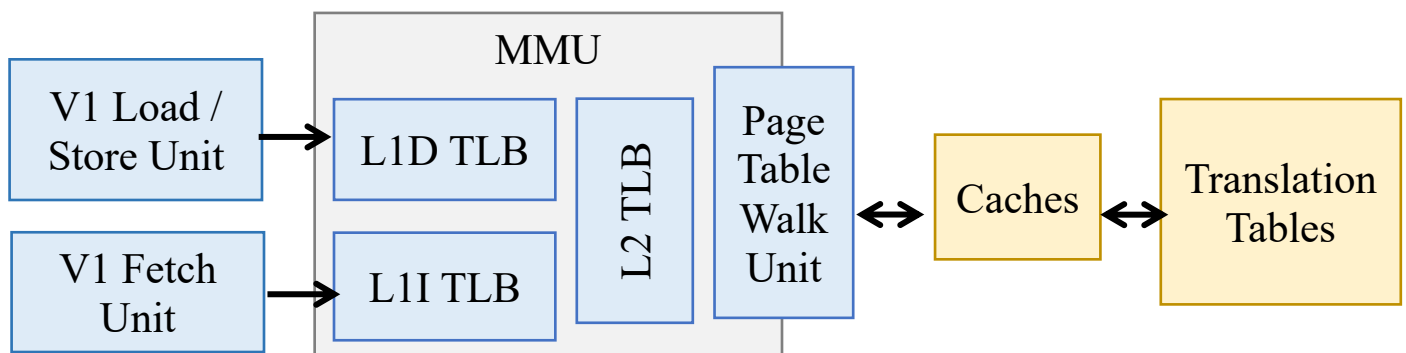 MMU
V1 Load /
Store Unit
L1D TLB
V1 Fetch
Unit
L1I TLB
L2 TLB
Page
Table
Walk
Unit
Caches
Translation
Tables